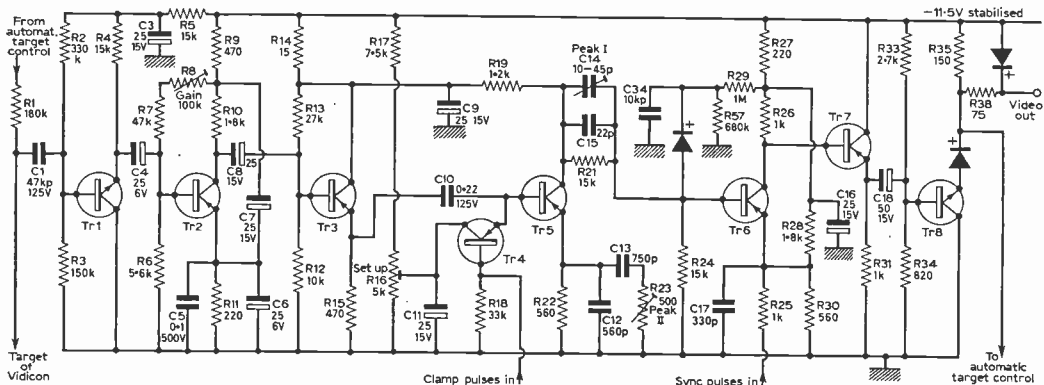 From
automat.
target
control
R2
330
k
R4
15k
C3
25
15V
R5
15k
R9
470
R14
15
R17
7·5k
R19
1·2k
Peak I
C14
10-45p
R27
220
-11·5V stabilised
R33
2·7k
R35
150
R1
180k
R8
Gain
100k
R7
47k
R10
1·8k
R13
27k
C9
25 15V
C15
22p
C34
10kp
R29
1M
R57
680k
R26
1k
Tr7
R38
75
Video
out
C1
47kp
125V
C4
25
6V
C8
25
15V
C7
25
15V
C10
0·22
125V
R21
15k
Tr1
Tr2
Tr3
Tr4
Tr5
Tr6
C18
50
15V
C16
25
15V
Tr8
R3
150k
R6
5·6k
R12
10k
Set up
R16
5k
C13
750p
R24
15k
R28
1·8k
R31
1k
R34
820
C5
0·1
500V
R11
220
C6
25
6V
R15
470
C11
25
15V
R18
33k
R22
560
C12
560p
R23
500
Peak
II
C17
330p
R25
1k
R30
560
Target
of
Vidicon
Clamp pulses in
Sync pulses in
To
automatic
target control